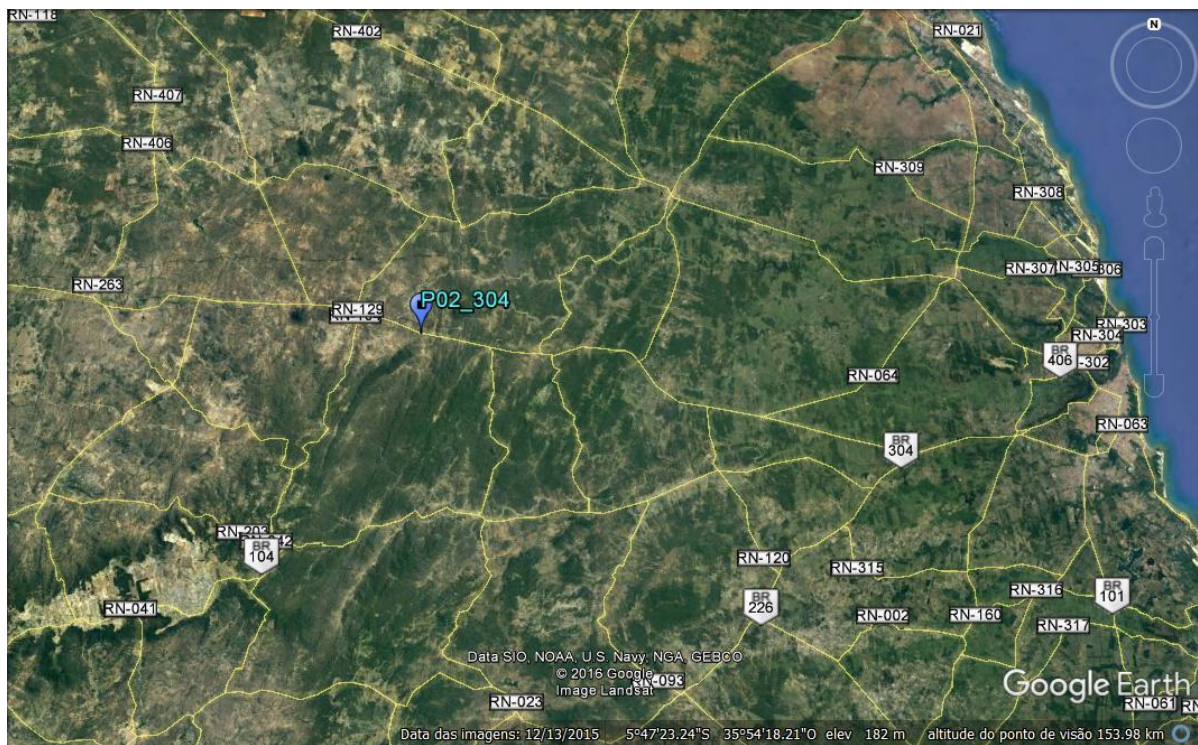 RN-118
RN-402
RN-021
N
RN-407
RN-406
RN-309
RN-308
RN-263
RN-307
RN-305
P02_304
RN-129
RN-303
RN-304
BR
406
-302
RN-064
RN-063
BR
304
RN-203
BR
104
RN-120
RN-315
RN-041
BR
226
RN-316
BR
101
RN-002
RN-160
RN-317
Data SIO, NOAA, U.S. Navy, NGA, GEBCO
© 2016 Google
Image Landsat
RN-093
RN-023
Google Earth
RN-061
Data das imagens: 12/13/2015 5°47'23.24"S 35°54'18.21"O elev 182 m altitude do ponto de visão 153.98 km